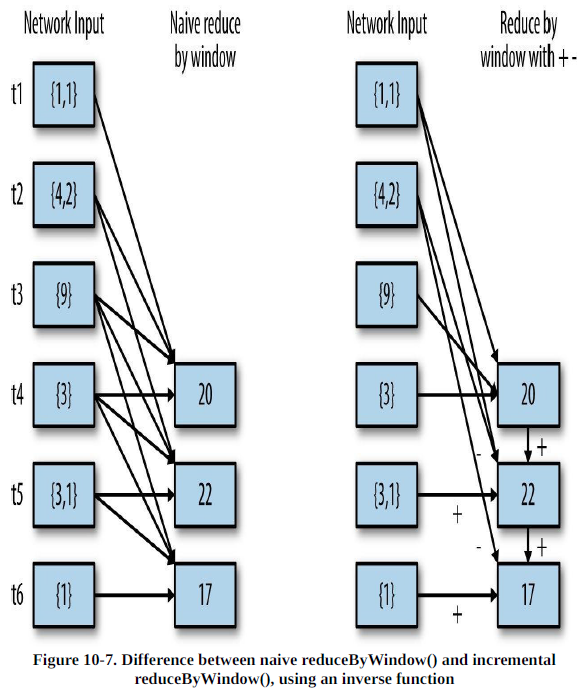 Network Input
Naive reduce
by window
t1
{1,1}
t2
{4,2}
t3
{9}
t4
{3}
20
t5
{3,1}
22
t6
{1}
17
Network Input
Reduce by
window with + -
{1,1}
{4,2}
{9}
{3}
20
- +
{3,1}
22
+
- +
{1}
17
+
Figure 10-7. Difference between naive reduceByWindow() and incremental
reduceByWindow(), using an inverse function